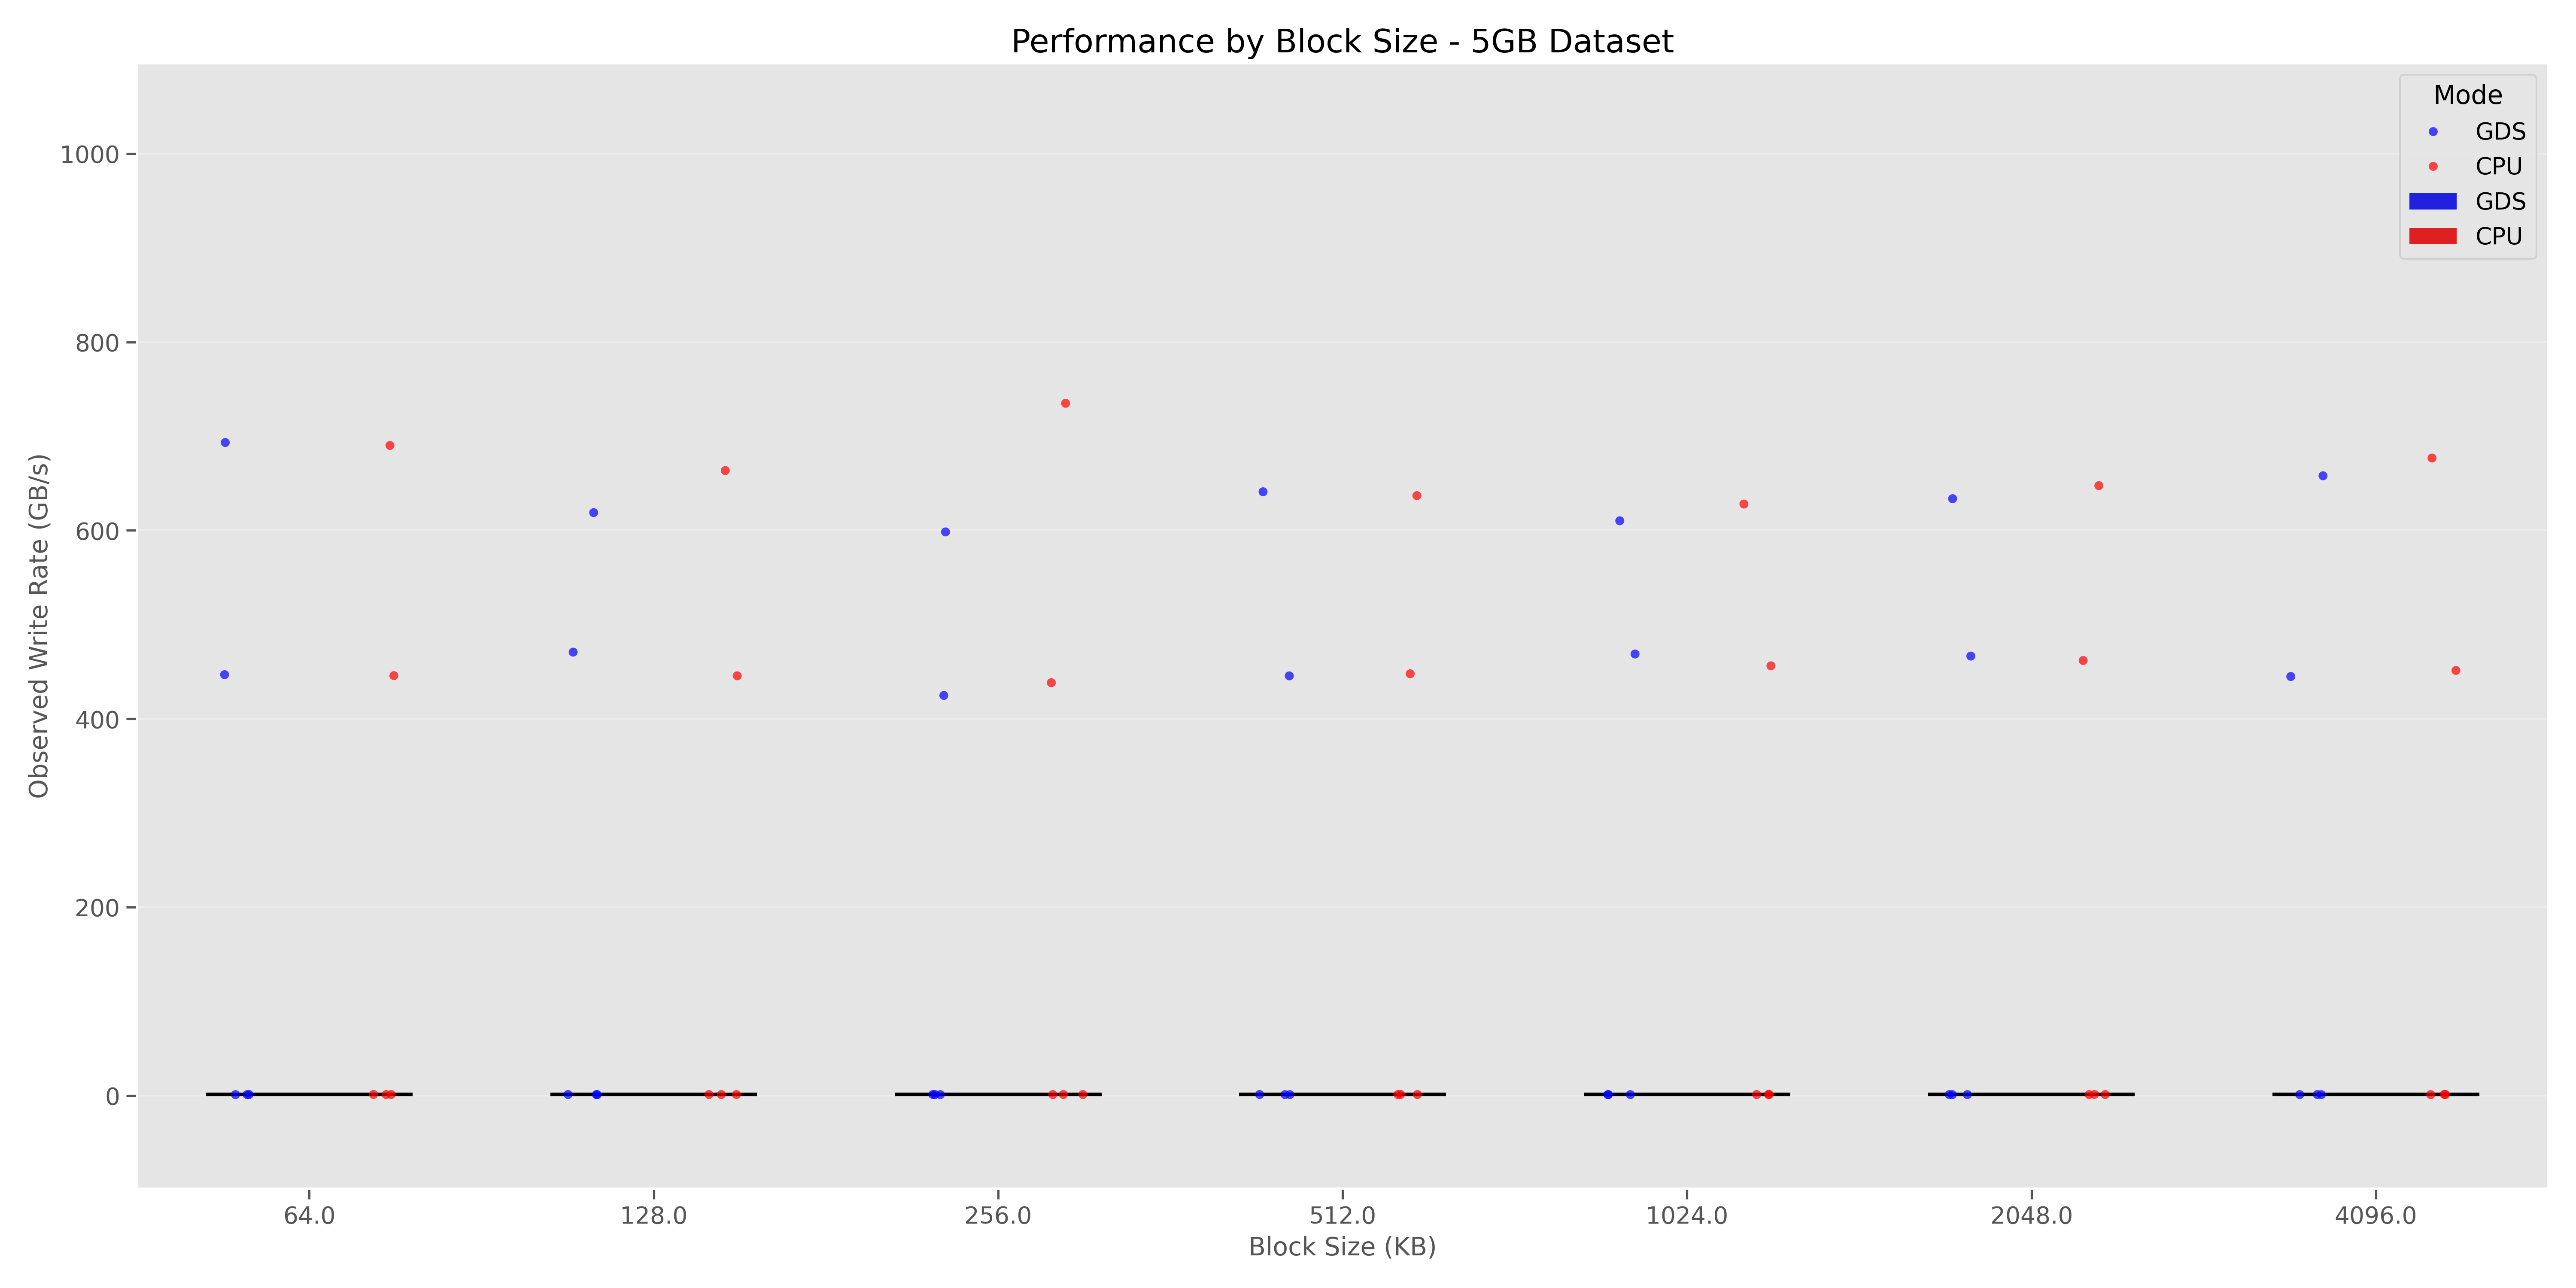 Performance by Block Size - 5GB Dataset
Mode
GDS
CPU
GDS
CPU
Observed Write Rate (GB/s)
1000
800
600
400
200
0
64.0 128.0 256.0 512.0 1024.0 2048.0 4096.0
Block Size (KB)